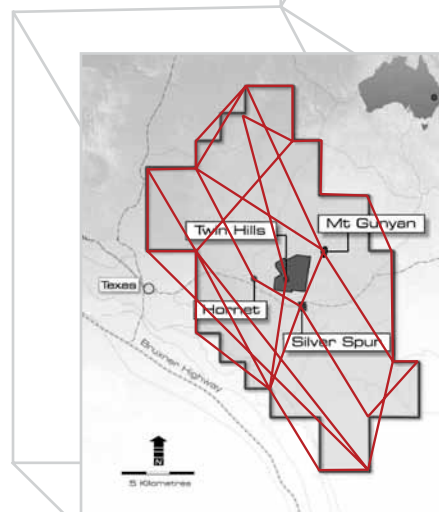 Twin Hills
Mt Gunyan
Texas
Hornet
Silver Spur
Bruxner Highway
N
5 Kilometres